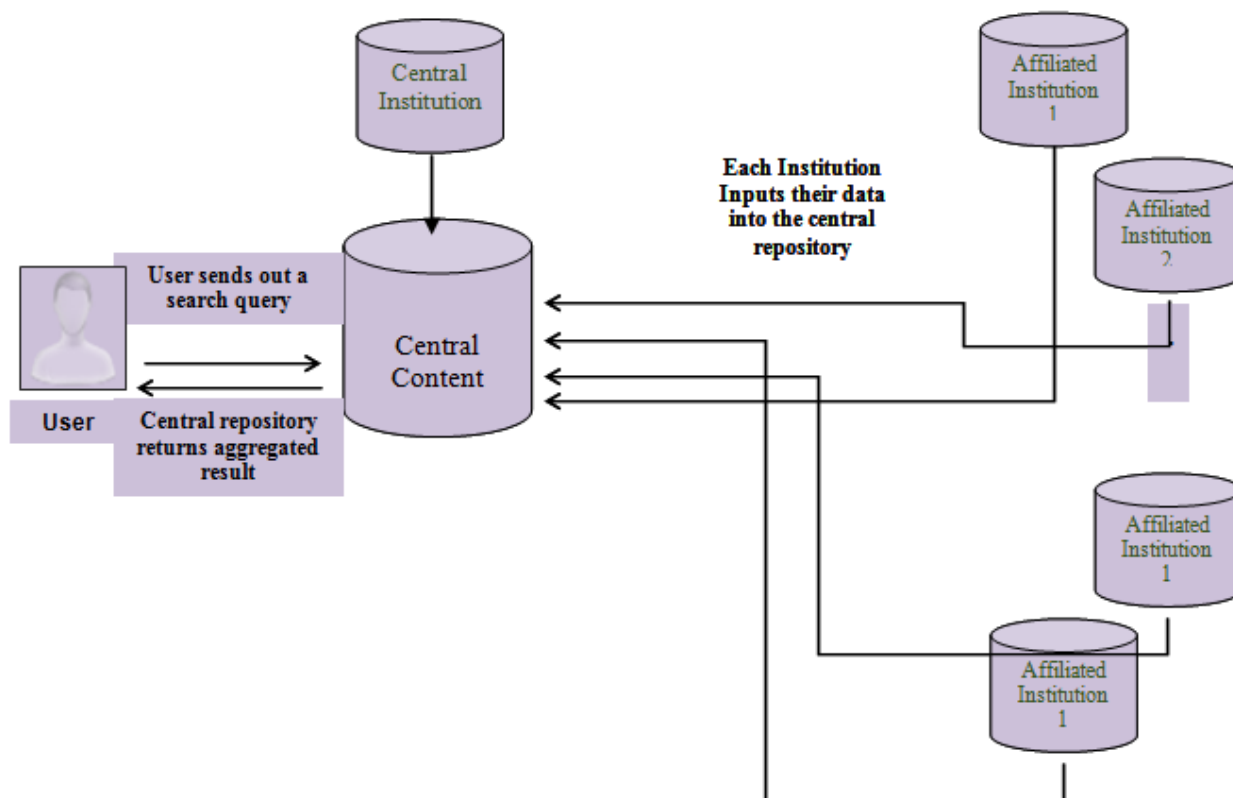 Central
Institution
Affiliated
Institution
1
Each Institution
Inputs their data
into the central
repository
Affiliated
Institution
2
User sends out a
search query
Central
Content
User
Central repository
returns aggregated
result
Affiliated
Institution
1
Affiliated
Institution
1